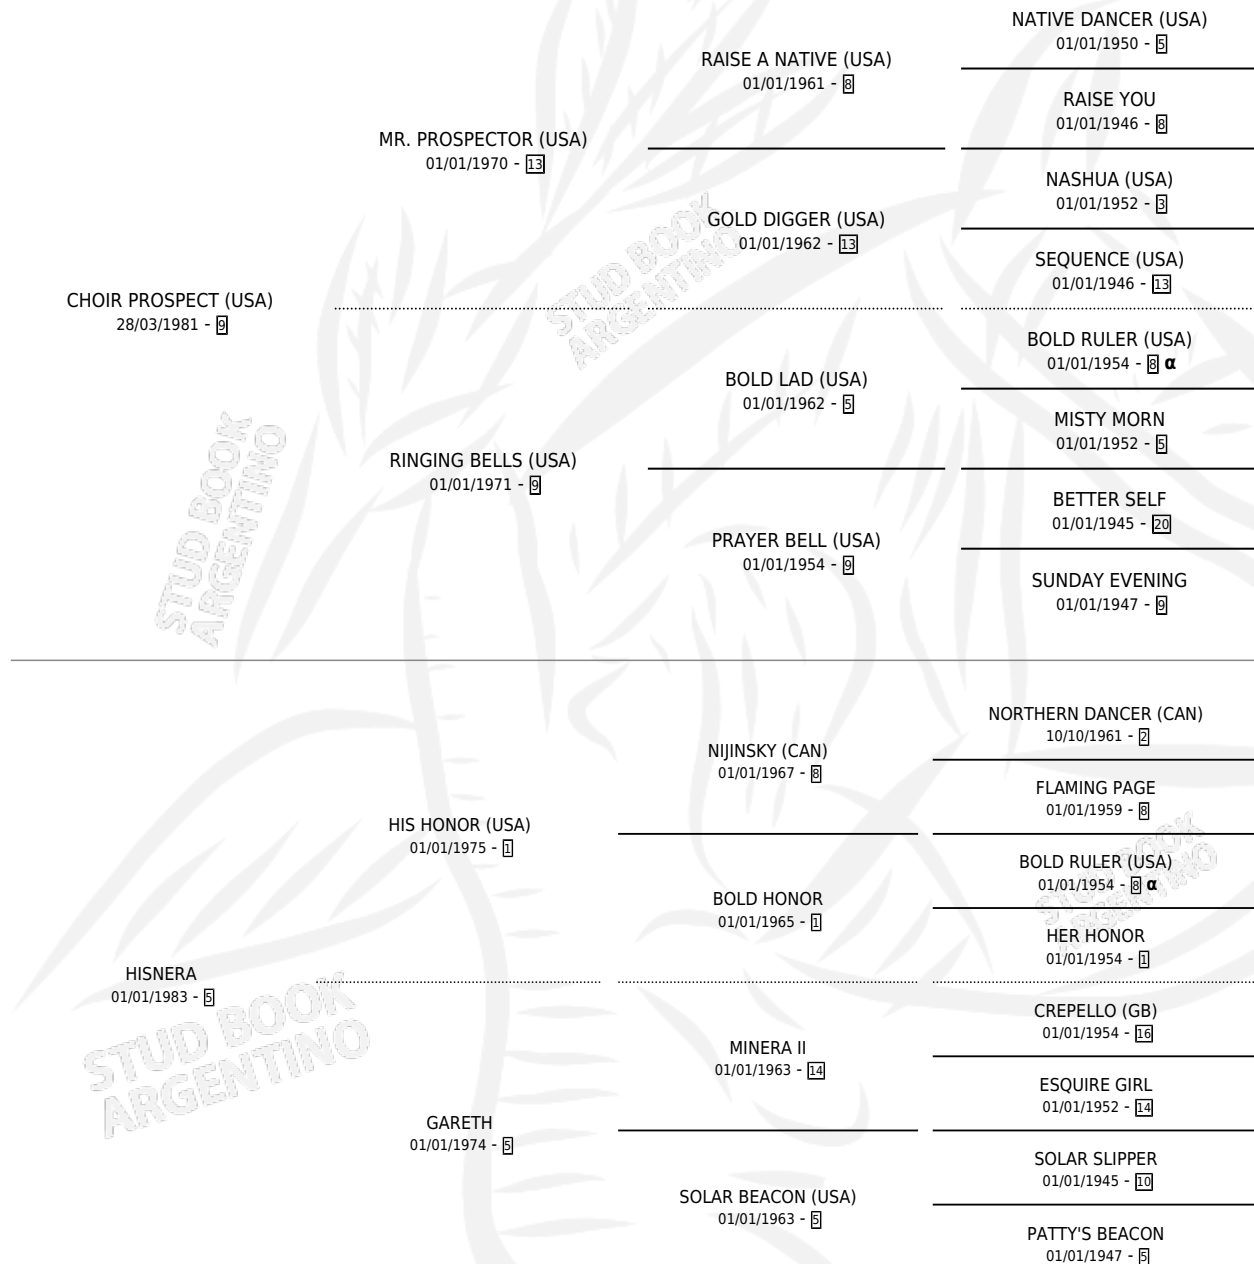 NATIVE DANCER (USA)
01/01/1950 - 5
RAISE A NATIVE (USA)
01/01/1961 - 8
RAISE YOU
01/01/1946 - 8
MR. PROSPECTOR (USA)
01/01/1970 - 13
NASHUA (USA)
01/01/1952 - 3
GOLD DIGGER (USA)
01/01/1962 - 13
SEQUENCE (USA)
01/01/1946 - 13
CHOIR PROSPECT (USA)
28/03/1981 - 9
BOLD RULER (USA)
01/01/1954 - 8 α
BOLD LAD (USA)
01/01/1962 - 5
MISTY MORN
01/01/1952 - 5
RINGING BELLS (USA)
01/01/1971 - 9
BETTER SELF
01/01/1945 - 20
PRAYER BELL (USA)
01/01/1954 - 9
SUNDAY EVENING
01/01/1947 - 9
STUD BOOK
ARGENTINO
STUD BOOK
ARGENTINO
NORTHERN DANCER (CAN)
10/10/1961 - 2
NIJINSKY (CAN)
01/01/1967 - 8
FLAMING PAGE
01/01/1959 - 8
HIS HONOR (USA)
01/01/1975 - 1
BOLD RULER (USA)
01/01/1954 - 8 α
BOLD HONOR
01/01/1965 - 1
HER HONOR
01/01/1954 - 1
HISNERA
01/01/1983 - 5
CREPELLO (GB)
01/01/1954 - 16
MINERA II
01/01/1963 - 14
ESQUIRE GIRL
01/01/1952 - 14
GARETH
01/01/1974 - 5
SOLAR SLIPPER
01/01/1945 - 10
SOLAR BEACON (USA)
01/01/1963 - 5
PATTY'S BEACON
01/01/1947 - 5
STUD BOOK
ARGENTINO
STUD BOOK
ARGENTINO